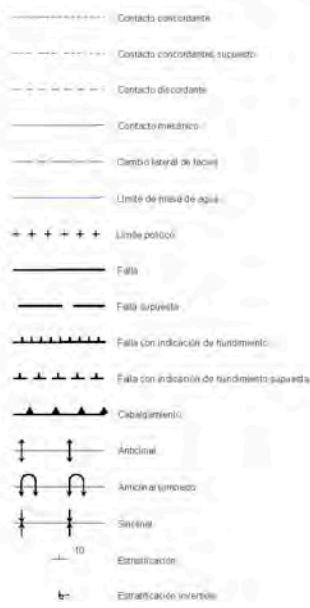 Contacto concordante
Contacto concordante supuesto
Contacto discordante
Contacto mecánico
Cambio lateral de facies
Límite de masa de agua
Límite político
Falla
Falla supuesta
Falla con indicación de hundimiento
Falla con indicación de hundimiento supuesta
Cabalgamiento
Anticlinal
Anticlinal tumbado
Sinclinal
10
Estratificación
Estratificación invertida